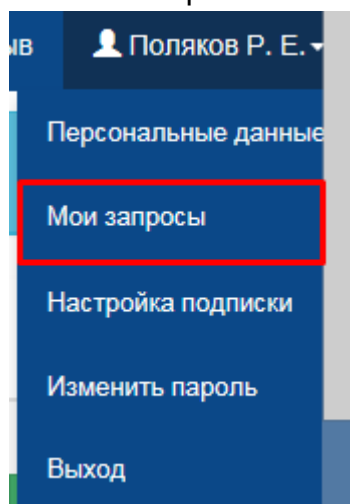 ыв Поляков Р. Е.
Персональные данные
Мои запросы
Настройка подписки
Изменить пароль
Выход